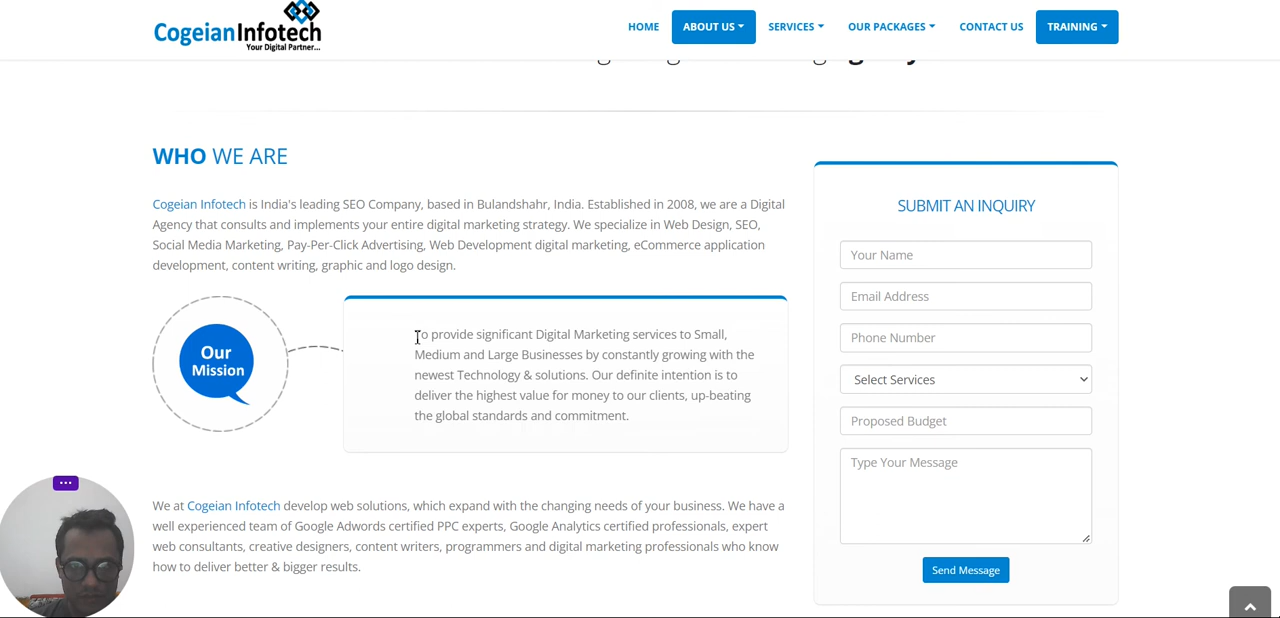 CogeianInfotech
Your Digital Partner...
HOME
ABOUT US
SERVICES
OUR PACKAGES
CONTACT US
TRAINING
WHO WE ARE
Cogeian Infotech is India's leading SEO Company, based in Bulandshahr, India. Established in 2008, we are a Digital
Agency that consults and implements your entire digital marketing strategy. We specialize in Web Design, SEO,
Social Media Marketing, Pay-Per-Click Advertising, Web Development digital marketing, eCommerce application
development, content writing, graphic and logo design.
Our
Mission
To provide significant Digital Marketing services to Small,
Medium and Large Businesses by constantly growing with the
newest Technology & solutions. Our definite intention is to
deliver the highest value for money to our clients, up-beating
the global standards and commitment.
We at Cogeian Infotech develop web solutions, which expand with the changing needs of your business. We have a
well experienced team of Google Adwords certified PPC experts, Google Analytics certified professionals, expert
web consultants, creative designers, content writers, programmers and digital marketing professionals who know
how to deliver better & bigger results.
SUBMIT AN INQUIRY
Your Name
Email Address
Phone Number
Select Services
Proposed Budget
Type Your Message
Send Message